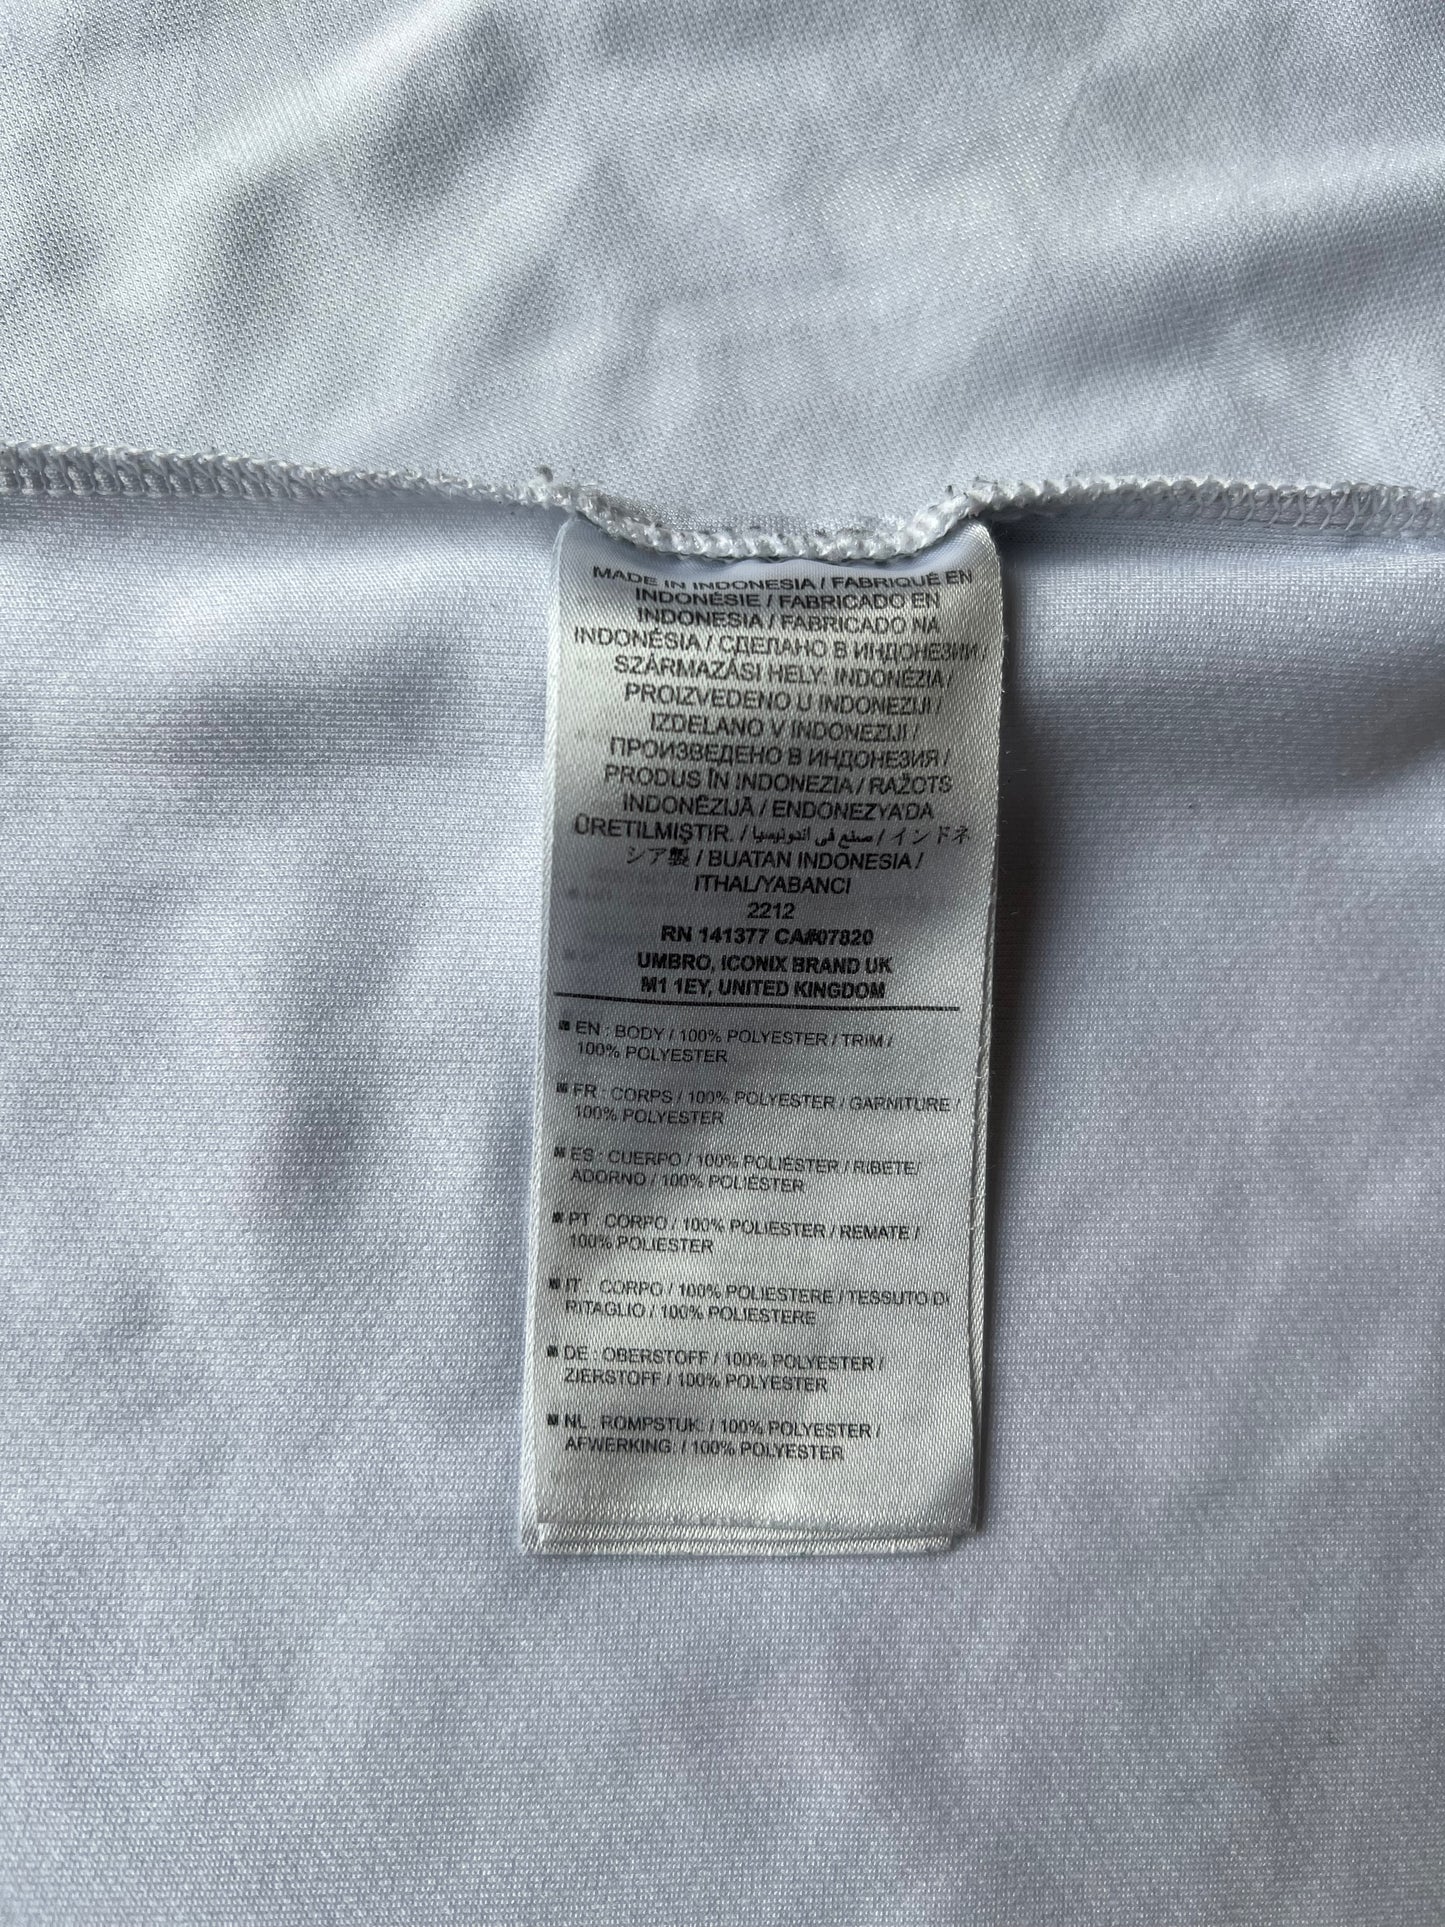 MADE IN INDONESIA / FABRIQUÉ EN
INDONÉSIE / FABRICADO EN
INDONESIA / FABRICADO NA
INDONÉSIA / СДЕЛАНО В ИНДОНЕЗИИ
SZÁRMAZÁSI HELY: INDONÉZIA /
PROIZVEDENO U INDONEZIJI /
IZDELANO V INDONEZIJI /
ПРОИЗВЕДЕНО В ИНДОНЕЗИЯ /
PRODUS ÎN INDONEZIA / RAŽOTS
INDONĒZIJĀ / ENDONEZYA'DA
ÜRETILMIŞTIR. / صنع في اندونيسيا / インドネ
シア製 / BUATAN INDONESIA /
ITHAL/YABANCI
2212
RN 141377 CA#07820
UMBRO, ICONIX BRAND UK
M1 1EY, UNITED KINGDOM
EN : BODY / 100% POLYESTER / TRIM /
100% POLYESTER
FR : CORPS / 100% POLYESTER / GARNITURE /
100% POLYESTER
ES : CUERPO / 100% POLIÉSTER / RIBETE/
ADORNO / 100% POLIÉSTER
PT : CORPO / 100% POLIESTER / REMATE /
100% POLIESTER
IT : CORPO / 100% POLIESTERE / TESSUTO DI
RITAGLIO / 100% POLIESTERE
DE : OBERSTOFF / 100% POLYESTER /
ZIERSTOFF / 100% POLYESTER
NL : ROMPSTUK: / 100% POLYESTER /
AFWERKING: / 100% POLYESTER